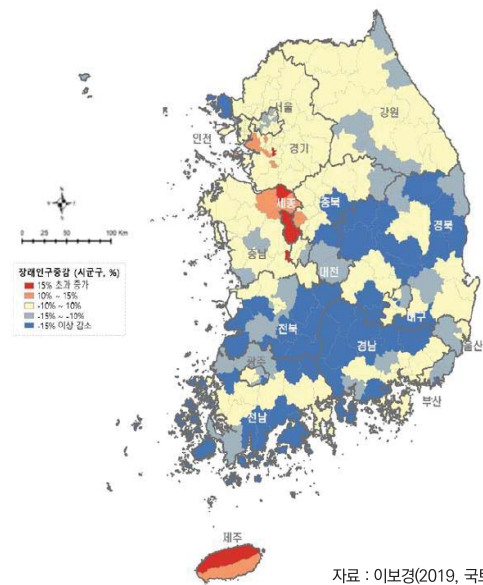 서울
강원
인천
경기
세종
충북
경북
충남
대전
대구
전북
경남
울산
광주
부산
전남
제주
0 25 50 100 Km
장래인구증감 (시군구, %)
15% 초과 증가
10% ~ 15%
-10% ~ 10%
-15% ~ -10%
-15% 이상 감소
자료 : 이보경(2019, 국토